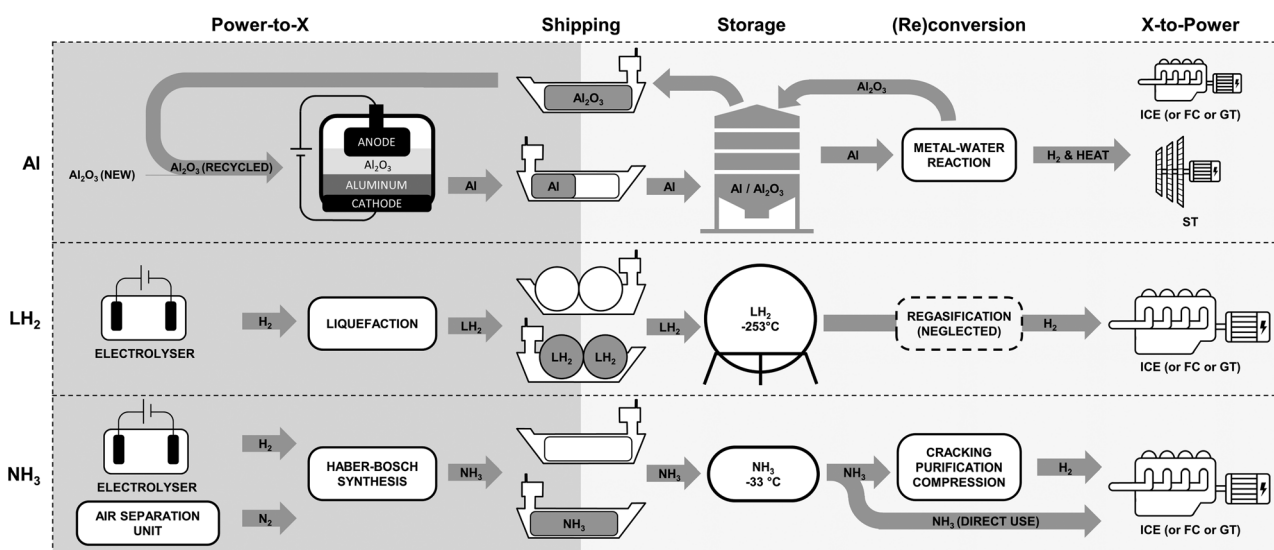 Power-to-X
Shipping
Storage
(Re)conversion
X-to-Power
Al
Al₂O₃ (NEW)
Al₂O₃ (RECYCLED)
ANODE
Al₂O₃
ALUMINUM
CATHODE
Al
Al₂O₃
Al
Al
Al / Al₂O₃
Al
Al₂O₃
METAL-WATER
REACTION
H₂ & HEAT
ICE (or FC or GT)
ST
LH₂
ELECTROLYSER
H₂
LIQUEFACTION
LH₂
LH₂
LH₂
LH₂
LH₂
-253°C
REGASIFICATION
(NEGLECTED)
H₂
ICE (or FC or GT)
NH₃
ELECTROLYSER
AIR SEPARATION
UNIT
H₂
N₂
HABER-BOSCH
SYNTHESIS
NH₃
NH₃
NH₃
NH₃
-33 °C
NH₃
CRACKING
PURIFICATION
COMPRESSION
H₂
NH₃ (DIRECT USE)
ICE (or FC or GT)